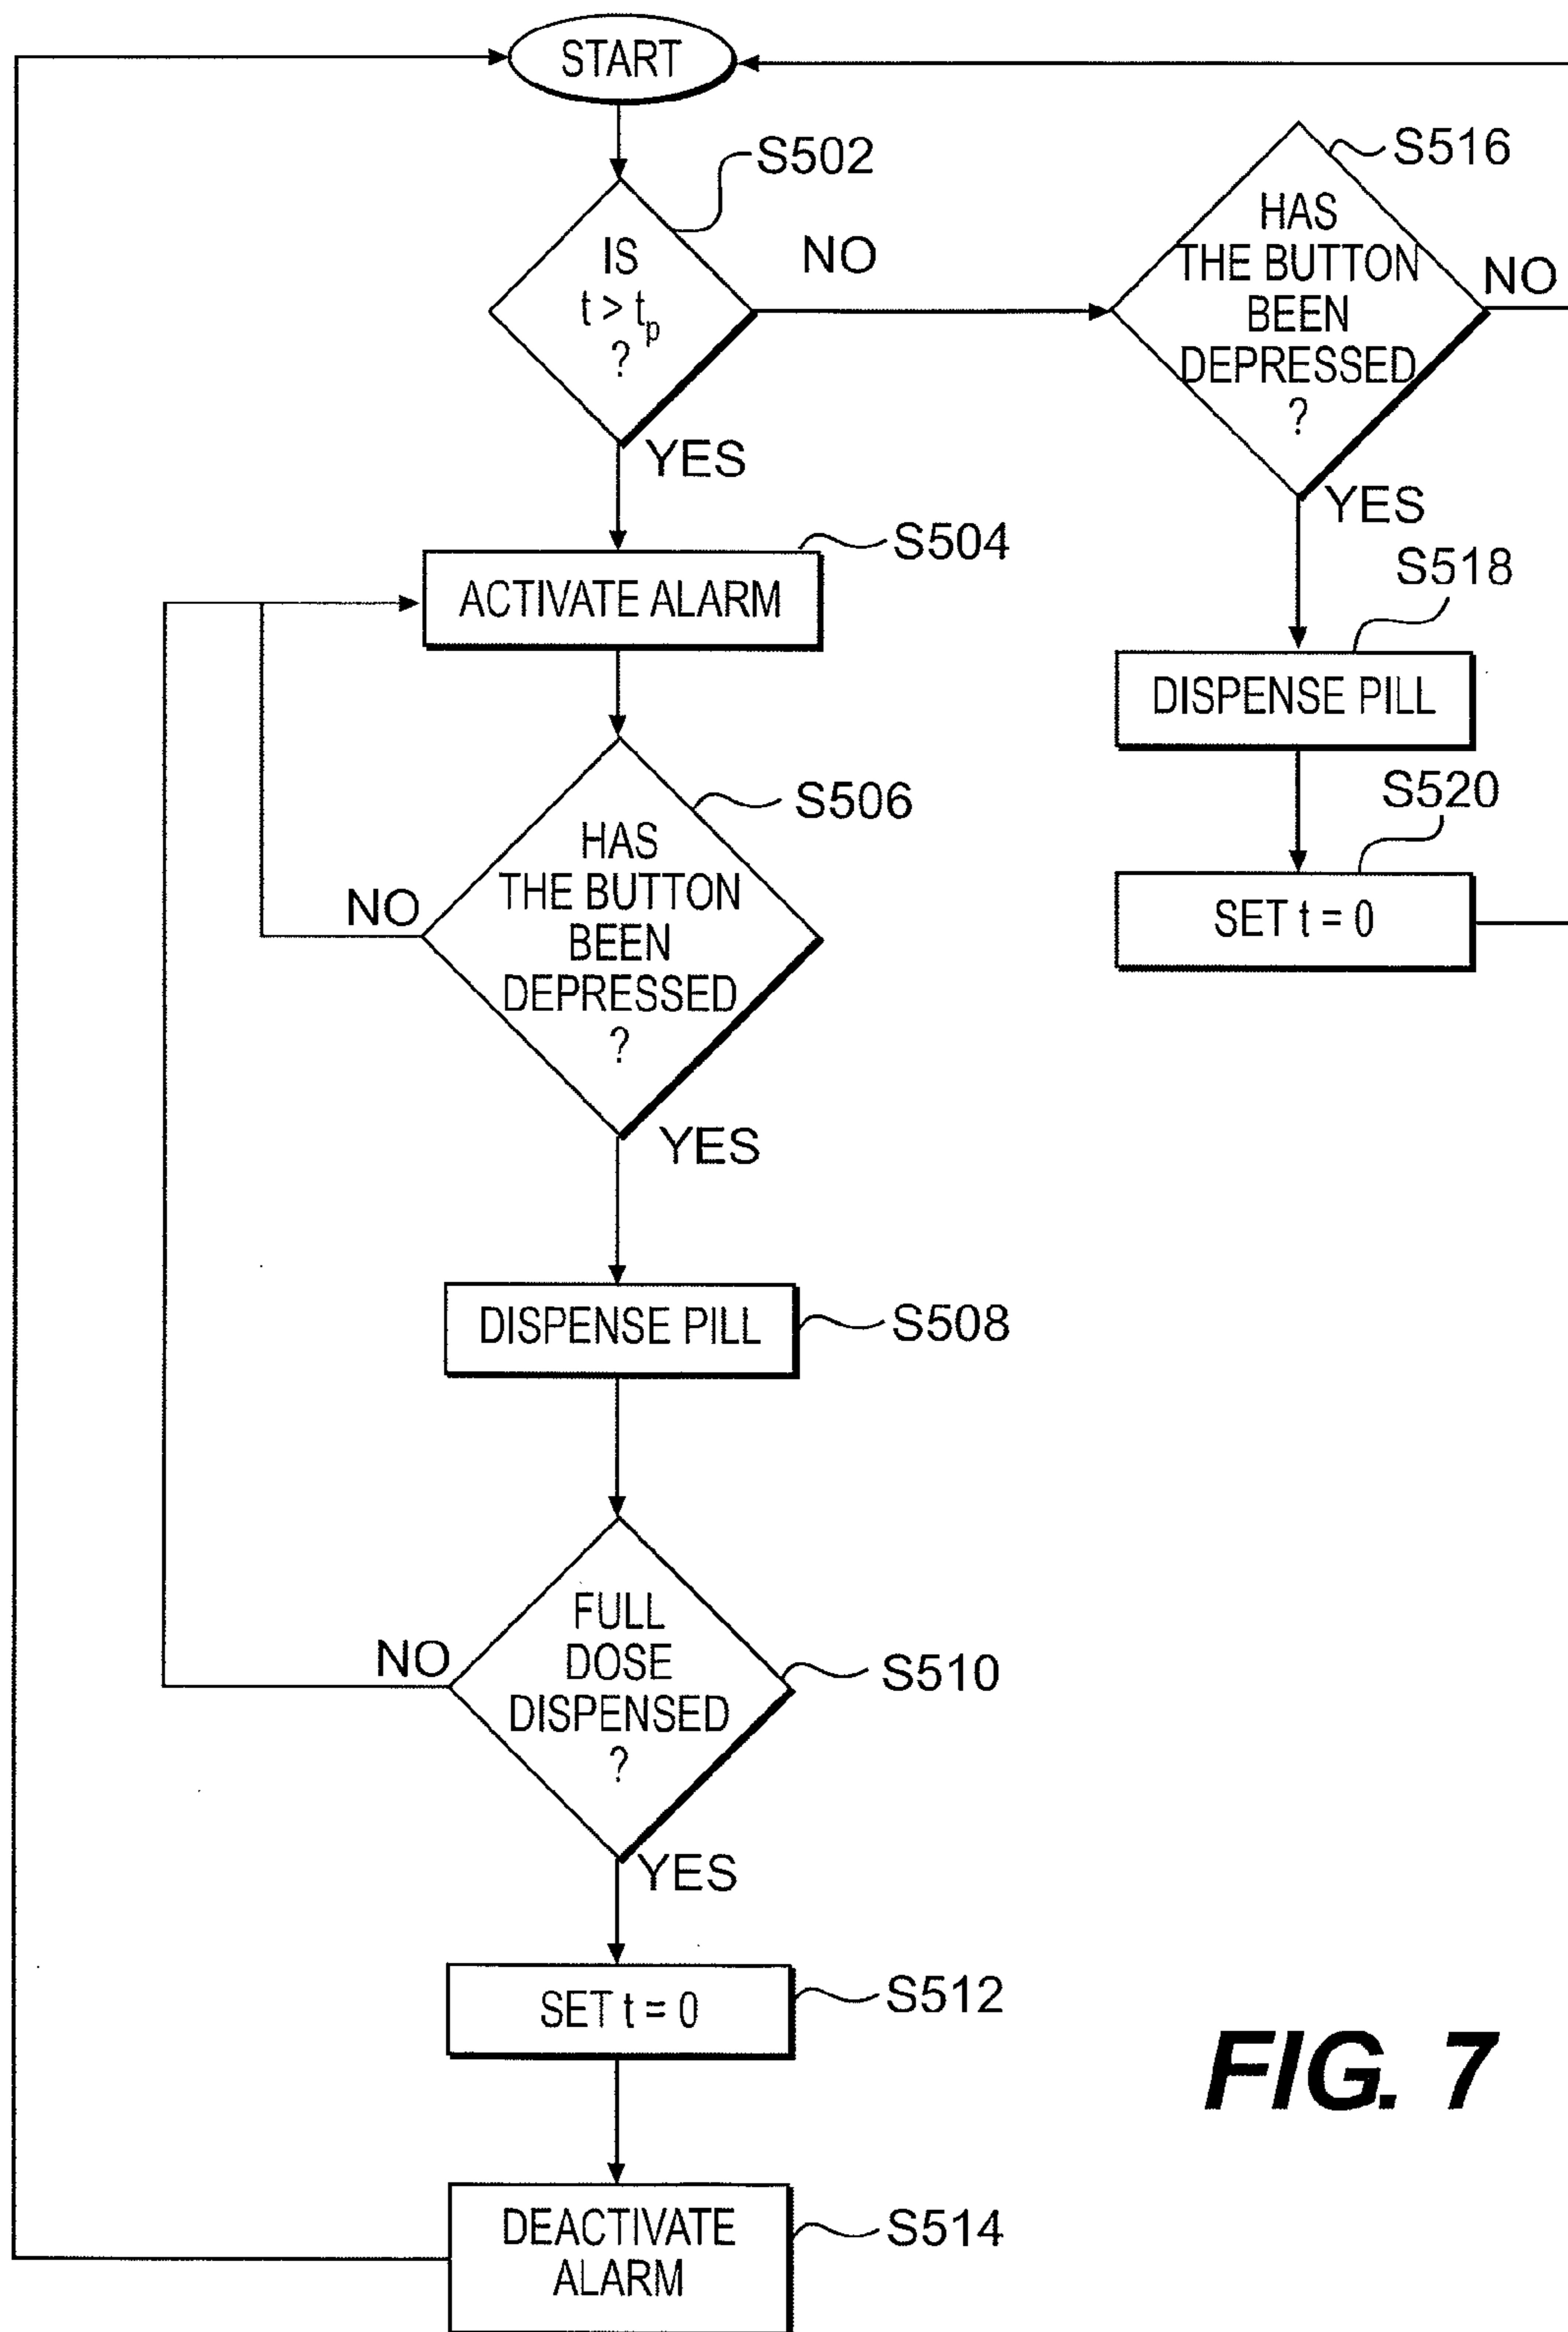 START
S502
IS
t > tp
?
NO
YES
S516
HAS
THE BUTTON
BEEN
DEPRESSED
?
NO
YES
S504
ACTIVATE ALARM
S518
DISPENSE PILL
S506
HAS
THE BUTTON
BEEN
DEPRESSED
?
NO
YES
S520
SET t = 0
DISPENSE PILL
S508
FULL
DOSE
DISPENSED
?
NO
S510
YES
SET t = 0
S512
DEACTIVATE
ALARM
S514
FIG. 7